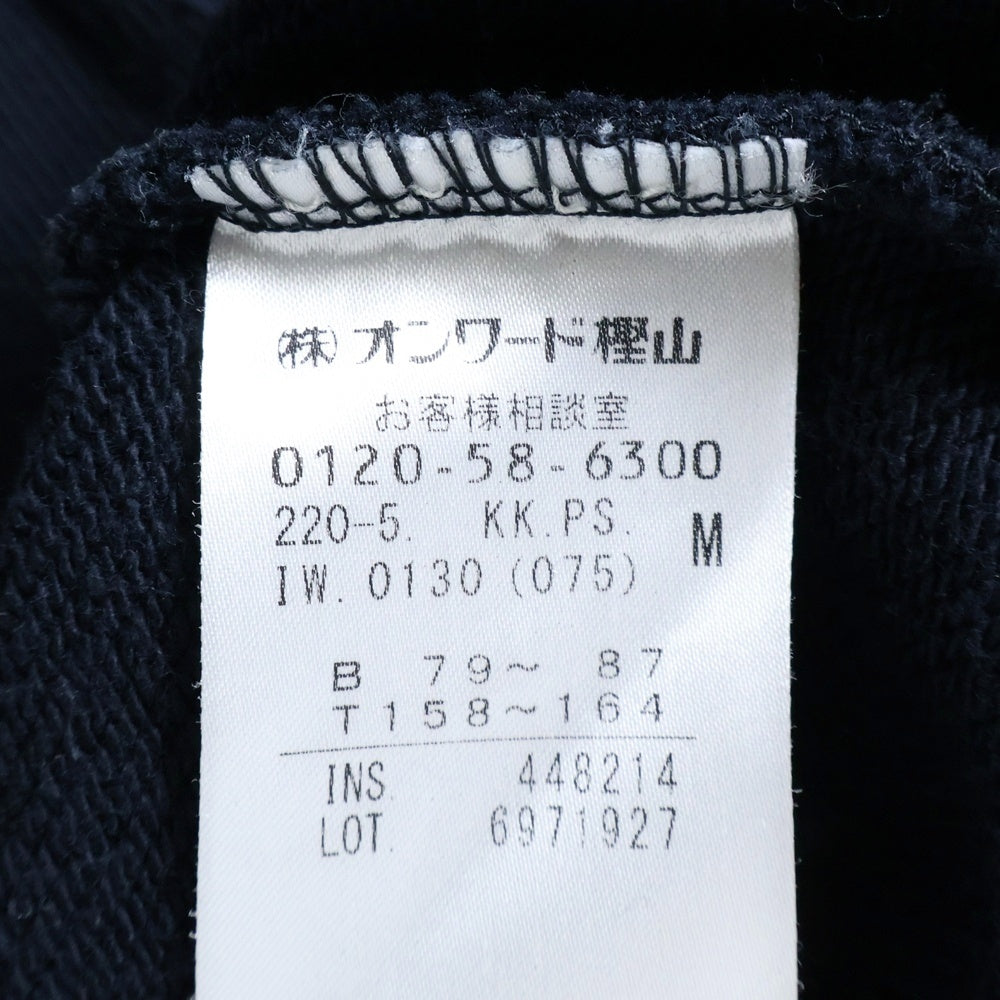 ㈱オンワード樫山
お客様相談室
0120-58-6300
220-5. KK.PS. M
IW.0130(075)
B 79～ 87
T158～164
INS. 448214
LOT. 6971927